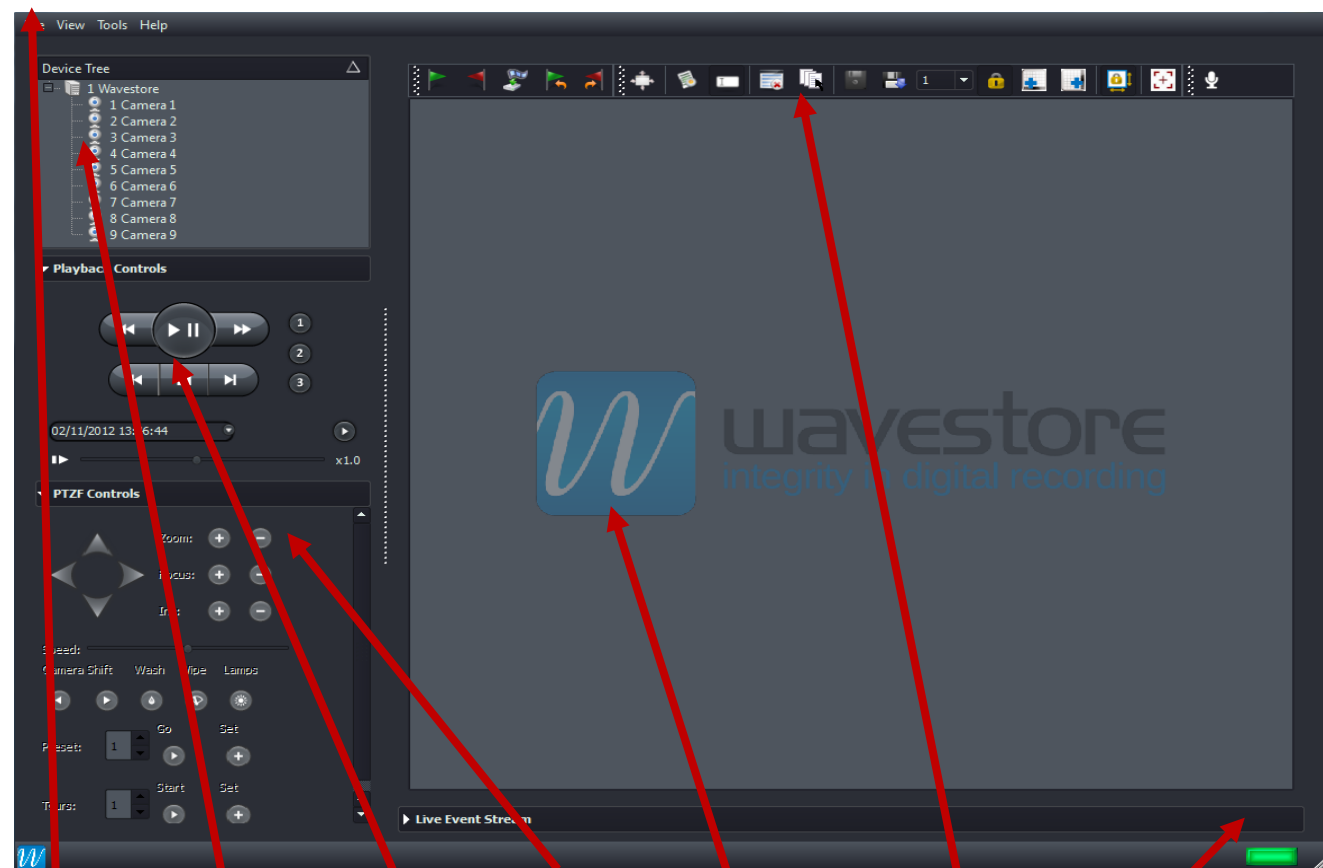 View Tools Help
Device Tree
1 Wavestore
1 Camera 1
2 Camera 2
3 Camera 3
4 Camera 4
5 Camera 5
6 Camera 6
7 Camera 7
8 Camera 8
9 Camera 9
1
Playback Controls
1
2
3
02/11/2012
x1.0
PTZF Controls
Zoom:
Focus:
Speed:
Camera Shift Wash Wipe Lamps
Go Set
Preset: 1
Start Set
Tours: 1
wavestore
integrity in digital recording
Live Event Stream
W